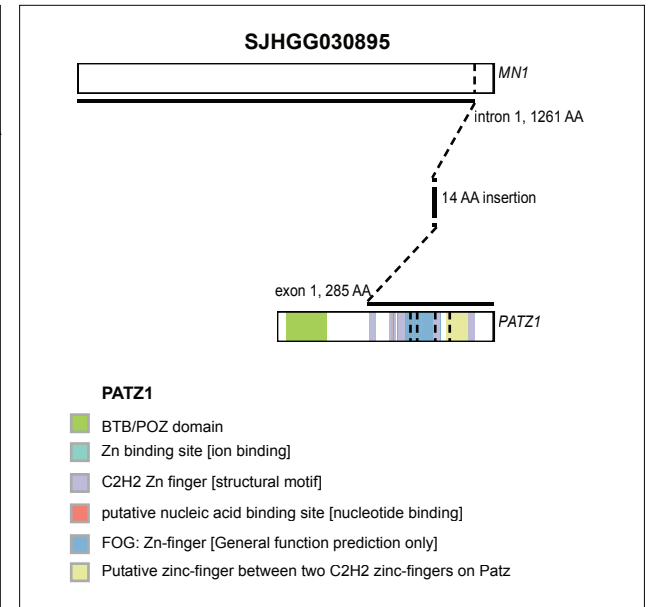 SJHGG030895
MN1
intron 1, 1261 AA
14 AA insertion
exon 1, 285 AA
PATZ1
PATZ1
BTB/POZ domain
Zn binding site [ion binding]
C2H2 Zn finger [structural motif]
putative nucleic acid binding site [nucleotide binding]
FOG: Zn-finger [General function prediction only]
Putative zinc-finger between two C2H2 zinc-fingers on Patz